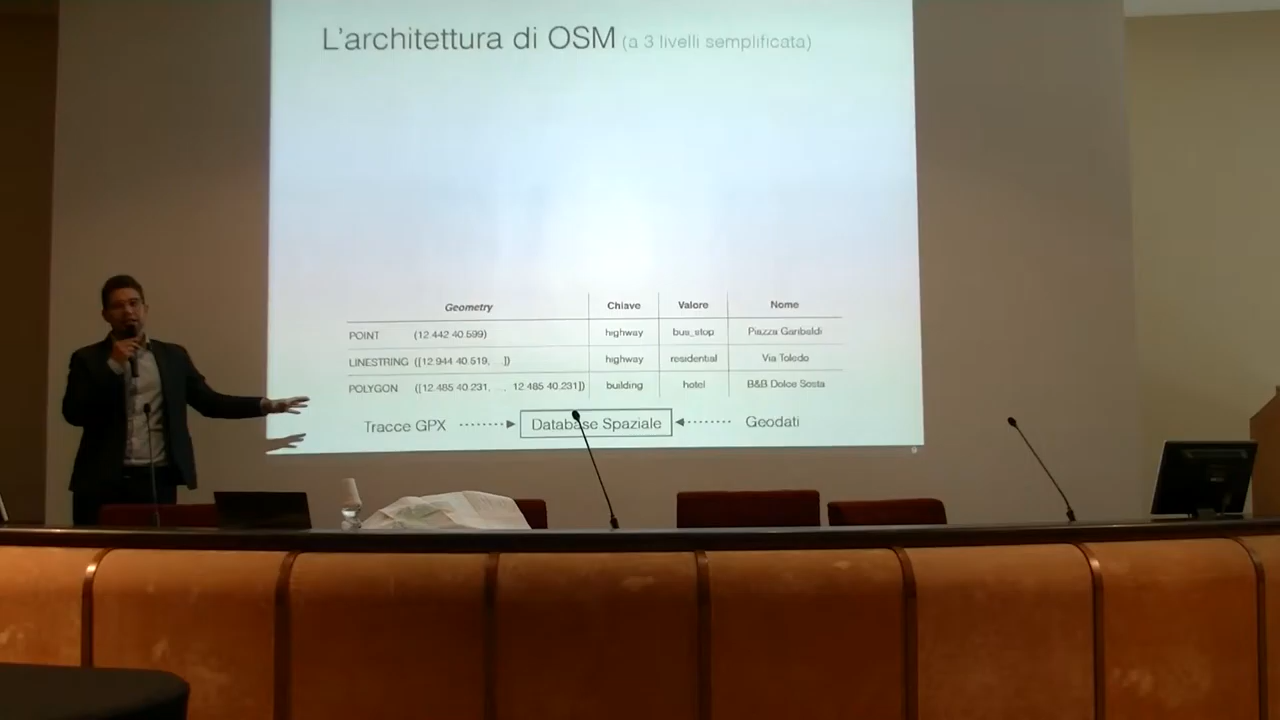 L'architettura di OSM (a 3 livelli semplificata)
Geometry Chiave Valore Nome
POINT (12.442 40.599) highway bus_stop Piazza Garibaldi
LINESTRING ([12.944 40.519, ...]) highway residential Via Toledo
POLYGON ([12.485 40.231, ..., 12.485 40.231]) building hotel B&B Dolce Sosta
Tracce GPX Database Spaziale Geodati